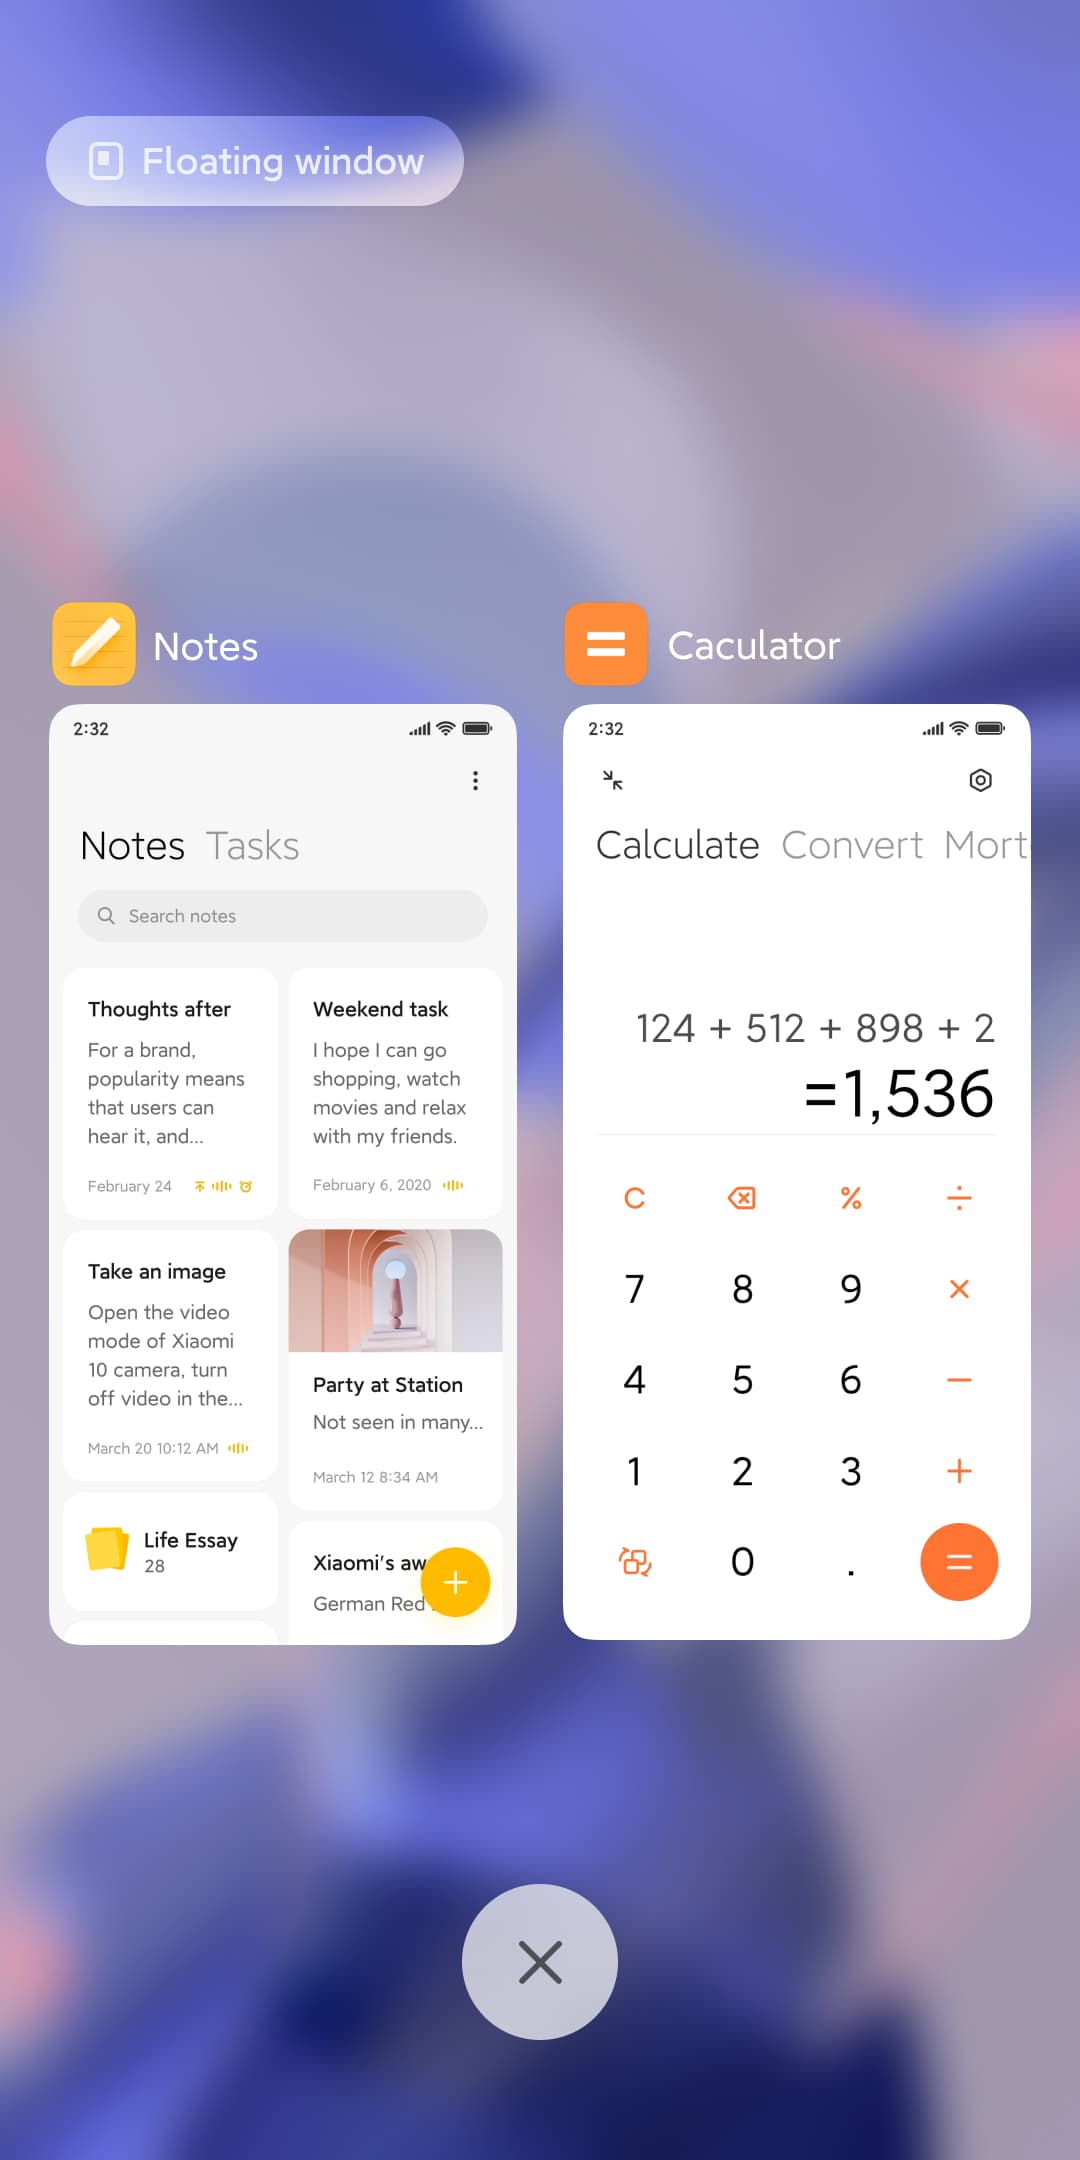 Floating window
Notes
Caculator
2:32
Notes Tasks
Search notes
Thoughts after
For a brand,
popularity means
that users can
hear it, and...
February 24
Weekend task
I hope I can go
shopping, watch
movies and relax
with my friends.
February 6, 2020
Take an image
Open the video
mode of Xiaomi
10 camera, turn
off video in the...
March 20 10:12 AM
Party at Station
Not seen in many...
March 12 8:34 AM
Life Essay
28
Xiaomi's aw
German Red
2:32
Calculate Convert Mort
124 + 512 + 898 + 2
=1,536
C % ÷
7 8 9 ×
4 5 6 −
1 2 3 +
0 . =